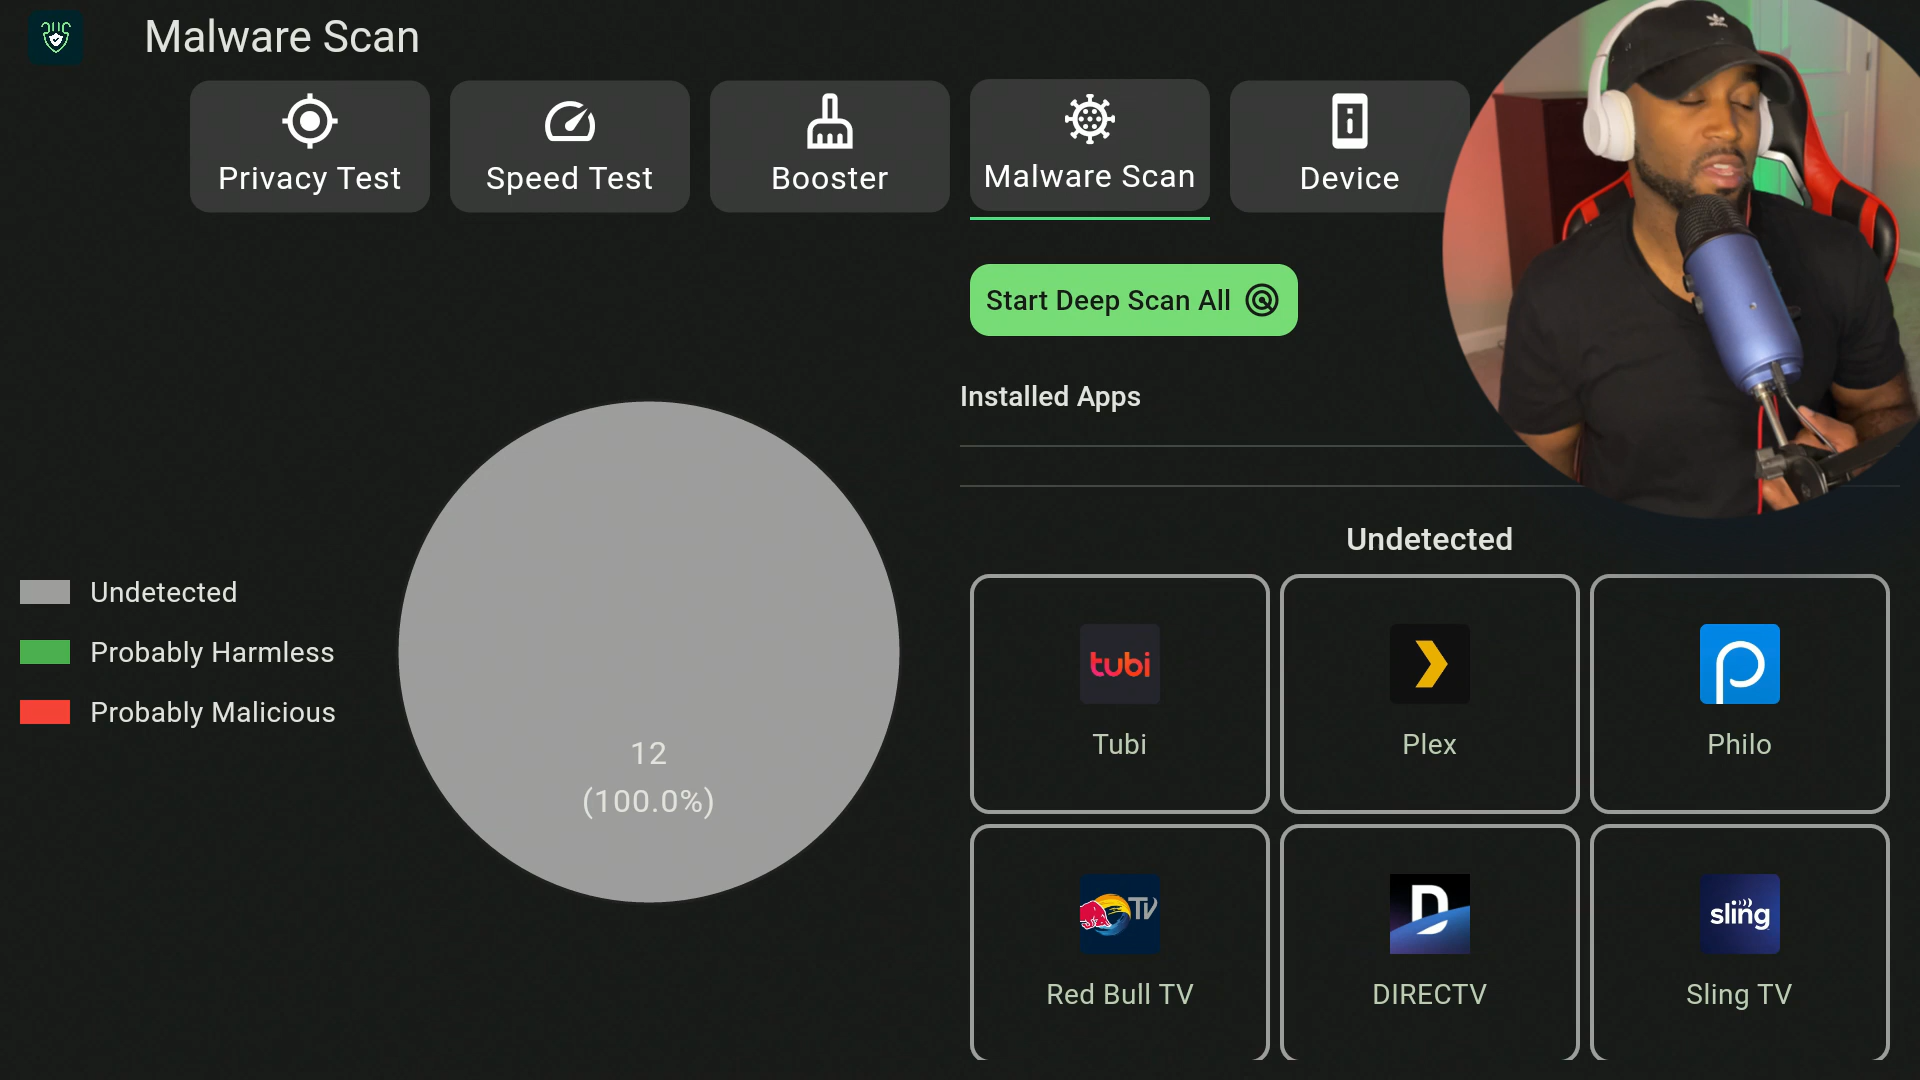 Malware Scan
Privacy Test
Speed Test
Booster
Malware Scan
Device
Start Deep Scan All
Installed Apps
Undetected
Undetected
Probably Harmless
Probably Malicious
12
(100.0%)
tubi
Tubi
Plex
Philo
TV
Red Bull TV
D
DIRECTV
sling
Sling TV